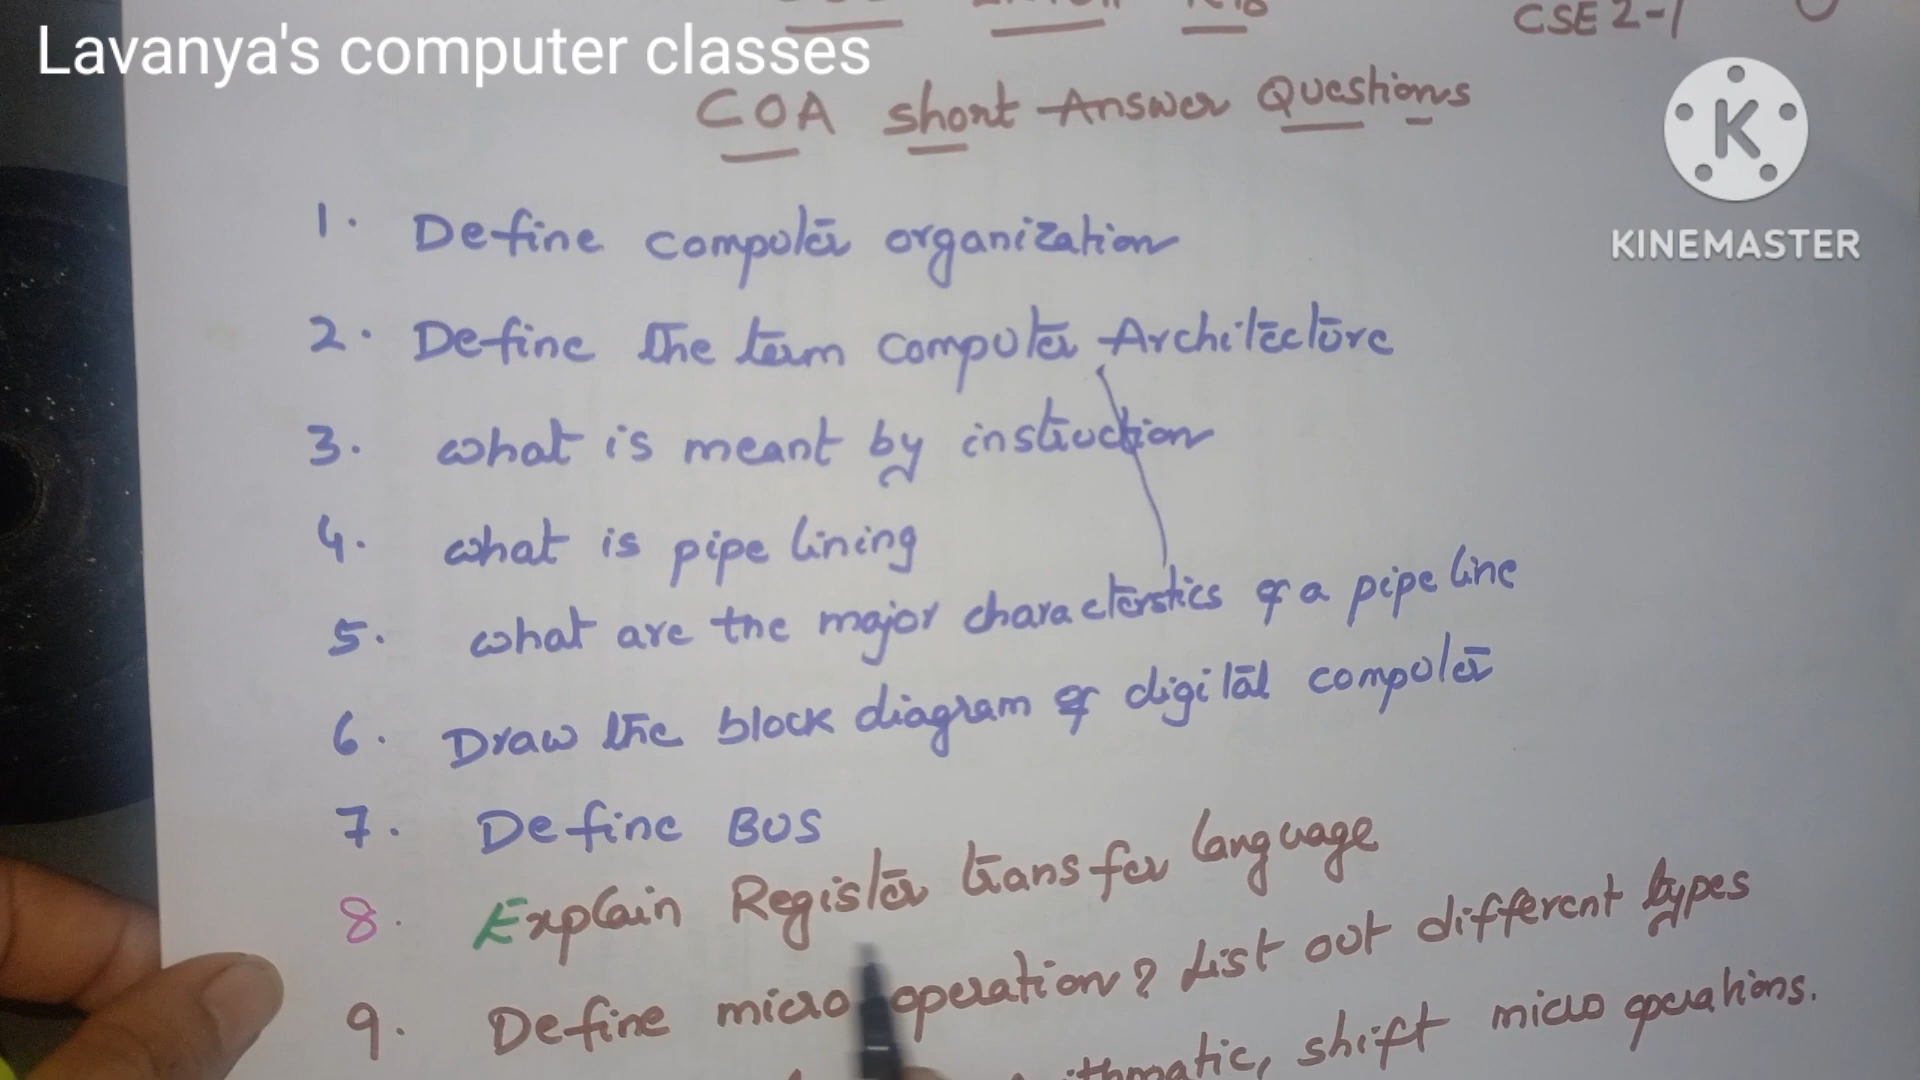 Lavanya's computer classes
CSE 2-1
COA short Answer Questions
KINEMASTER
1. Define computer organization
2. Define the term computer Architecture
3. what is meant by instruction
4. what is pipe lining
5. what are the major characterstics of a pipe line
6. Draw the block diagram of digital computer
7. Define BUS
8. Explain Register transfer language
9. Define micro operation? List out different types
shift micro operations.